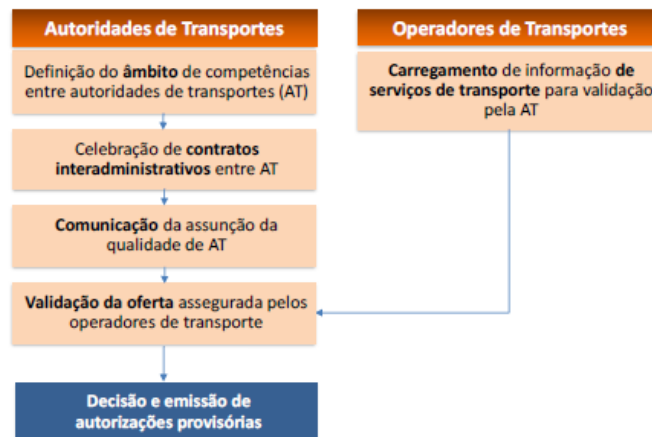 Autoridades de Transportes
Definição do âmbito de competências
entre autoridades de transportes (AT)
Celebração de contratos
interadministrativos entre AT
Comunicação da assunção da
qualidade de AT
Validação da oferta assegurada pelos
operadores de transporte
Decisão e emissão de
autorizações provisórias
Operadores de Transportes
Carregamento de informação de
serviços de transporte para validação
pela AT